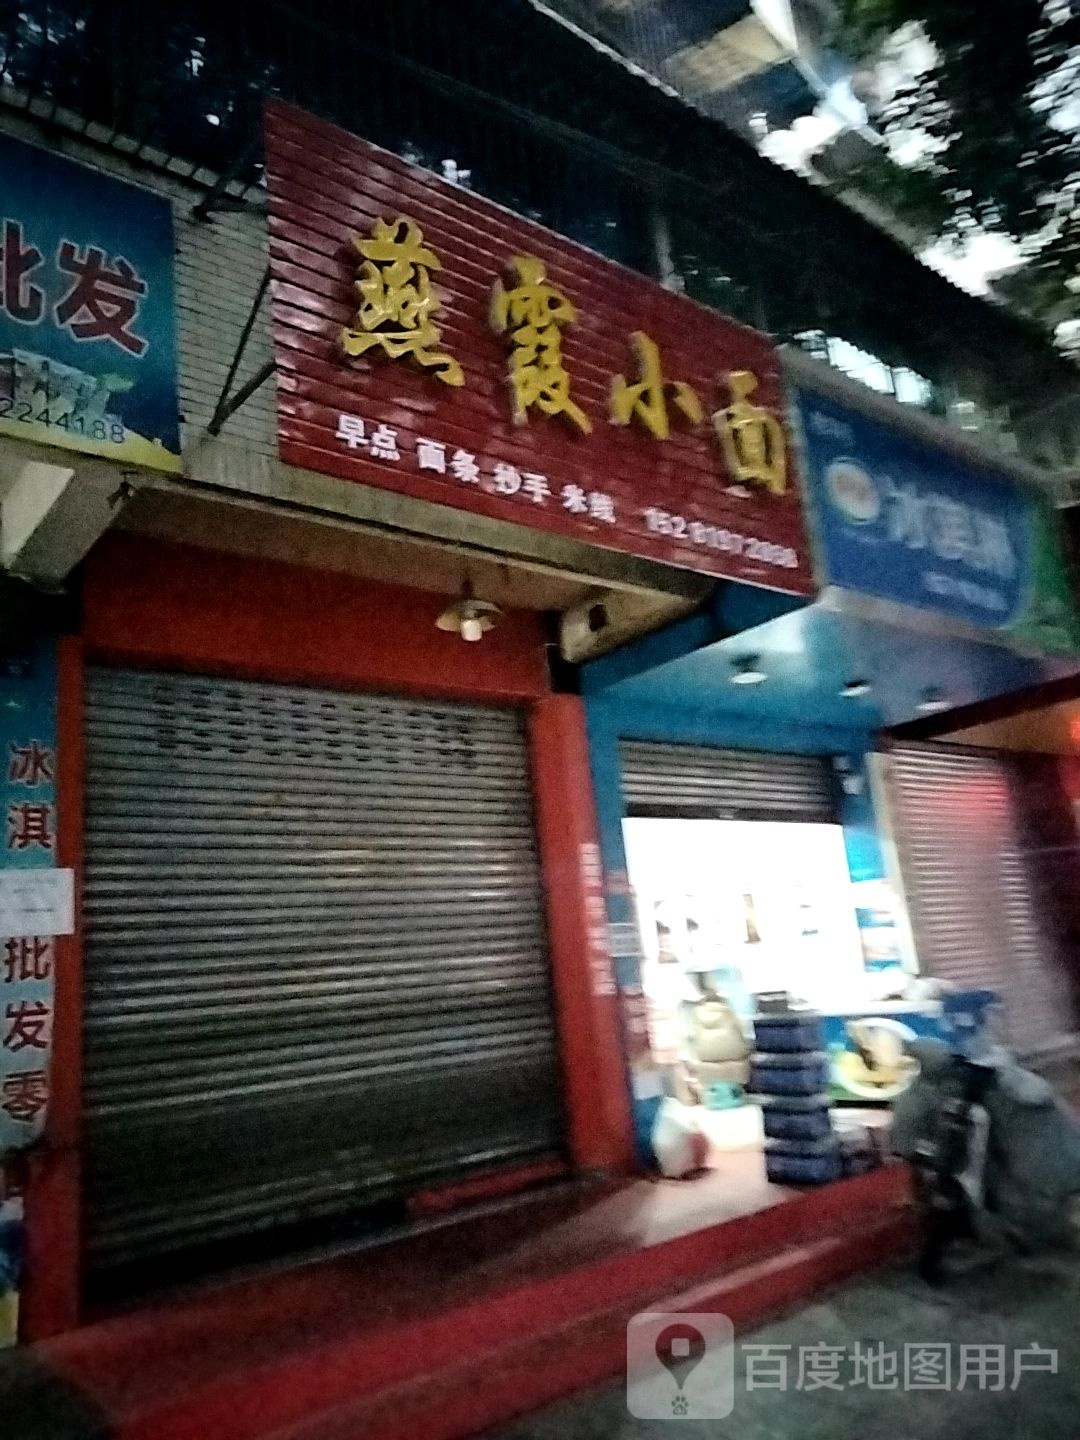 批发
2244188
燕霞小面
早点 面条 抄手 米线
冰淇淋
冰淇
批发零
百度地图用户